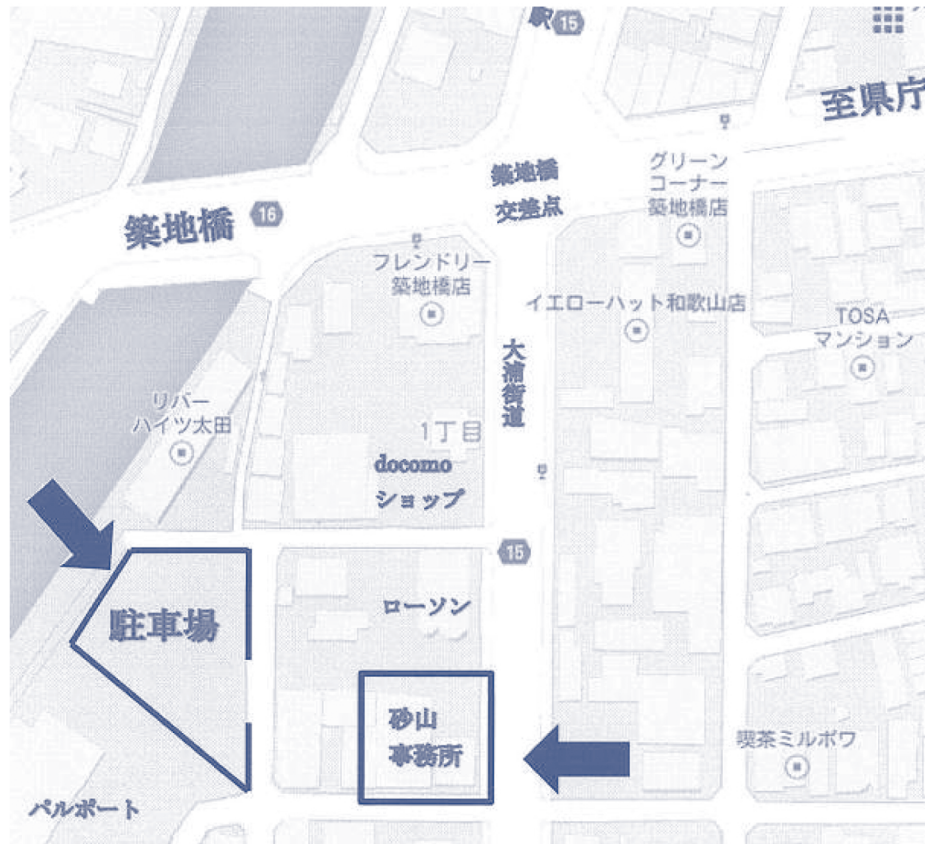 15
至県庁
築地橋
交差点
グリーン
コーナー
築地橋店
築地橋
16
フレンドリー
築地橋店
イエローハット和歌山店
TOSA
マンション
大浦街道
リバー
ハイツ太田
1丁目
docomo
ショップ
15
駐車場
ローソン
砂山
事務所
喫茶ミルボワ
パルポート